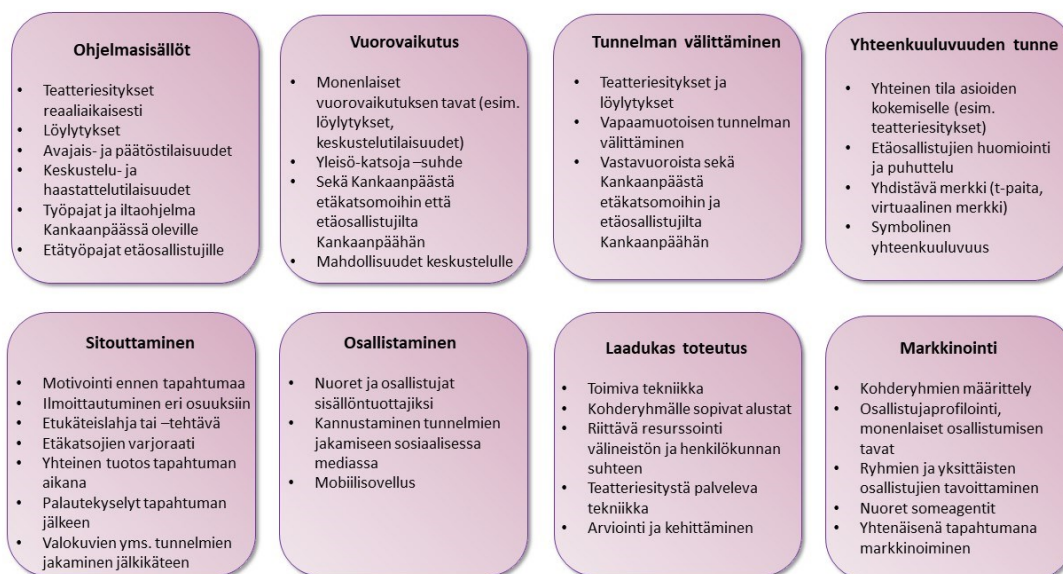 Ohjelmasisällöt
• Teatteriesitykset
reaaliaikaisesti
• Löylytykset
• Avajais- ja päätöstilaisuudet
• Keskustelu- ja
haastattelutilaisuudet
• Työpajat ja iltaohjelma
Kankaanpäässä oleville
• Etätyöpajat etäosallistujille
Vuorovaikutus
• Monenlaiset
vuorovaikutuksen tavat (esim.
löylytykset,
keskustelutilaisuudet)
• Yleisö-katsoja –suhde
• Sekä Kankaanpäästä
etäkatsomoihin että
etäosallistujilta
Kankaanpäähän
• Mahdollisuudet keskustelulle
Tunnelman välittäminen
• Teatteriesitykset ja
löylytykset
• Vapaamuotoisen tunnelman
välittäminen
• Vastavuoroista sekä
Kankaanpäästä
etäkatsomoihin ja
etäosallistujilta
Kankaanpäähän
Yhteenkuuluvuuden tunne
• Yhteinen tila asioiden
kokemiselle (esim.
teatteriesitykset)
• Etäosallistujien huomiointi
ja puhuttelu
• Yhdistävä merkki (t-paita,
virtuaalinen merkki)
• Symbolinen
yhteenkuuluvuus
Sitouttaminen
• Motivointi ennen tapahtumaa
• Ilmoittautuminen eri osuuksiin
• Etukäteislahja tai –tehtävä
• Etäkatsojien varjoraati
• Yhteinen tuotos tapahtuman
aikana
• Palautekyselyt tapahtuman
jälkeen
• Valokuvien yms. tunnelmien
jakaminen jälkikäteen
Osallistaminen
• Nuoret ja osallistujat
sisällöntuottajiksi
• Kannustaminen tunnelmien
jakamiseen sosiaalisessa
mediassa
• Mobiilisovellus
Laadukas toteutus
• Toimiva tekniikka
• Kohderyhmälle sopivat alustat
• Riittävä resurssointi
välineistön ja henkilökunnan
suhteen
• Teatteriesitystä palveleva
tekniikka
• Arviointi ja kehittäminen
Markkinointi
• Kohderyhmien määrittely
• Osallistujaprofilointi,
monenlaiset osallistumisen
tavat
• Ryhmien ja yksittäisten
osallistujien tavoittaminen
• Nuoret someagentit
• Yhtenäisenä tapahtumana
markkinoiminen